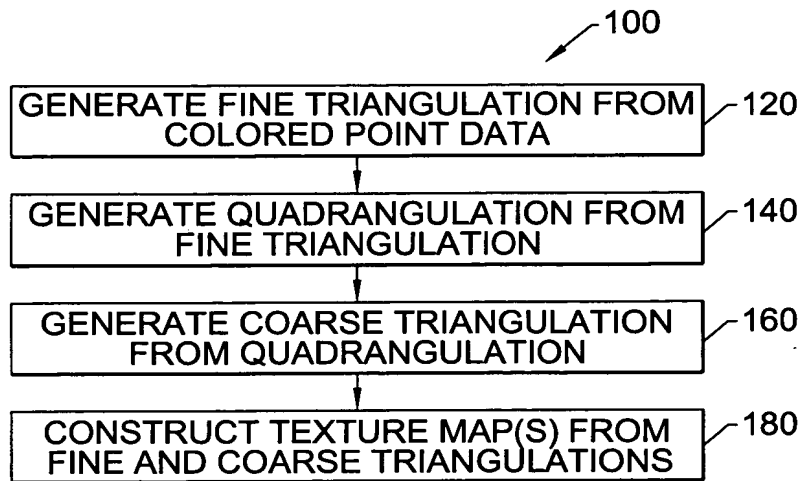 100
GENERATE FINE TRIANGULATION FROM
COLORED POINT DATA
120
GENERATE QUADRANGULATION FROM
FINE TRIANGULATION
140
GENERATE COARSE TRIANGULATION
FROM QUADRANGULATION
160
CONSTRUCT TEXTURE MAP(S) FROM
FINE AND COARSE TRIANGULATIONS
180